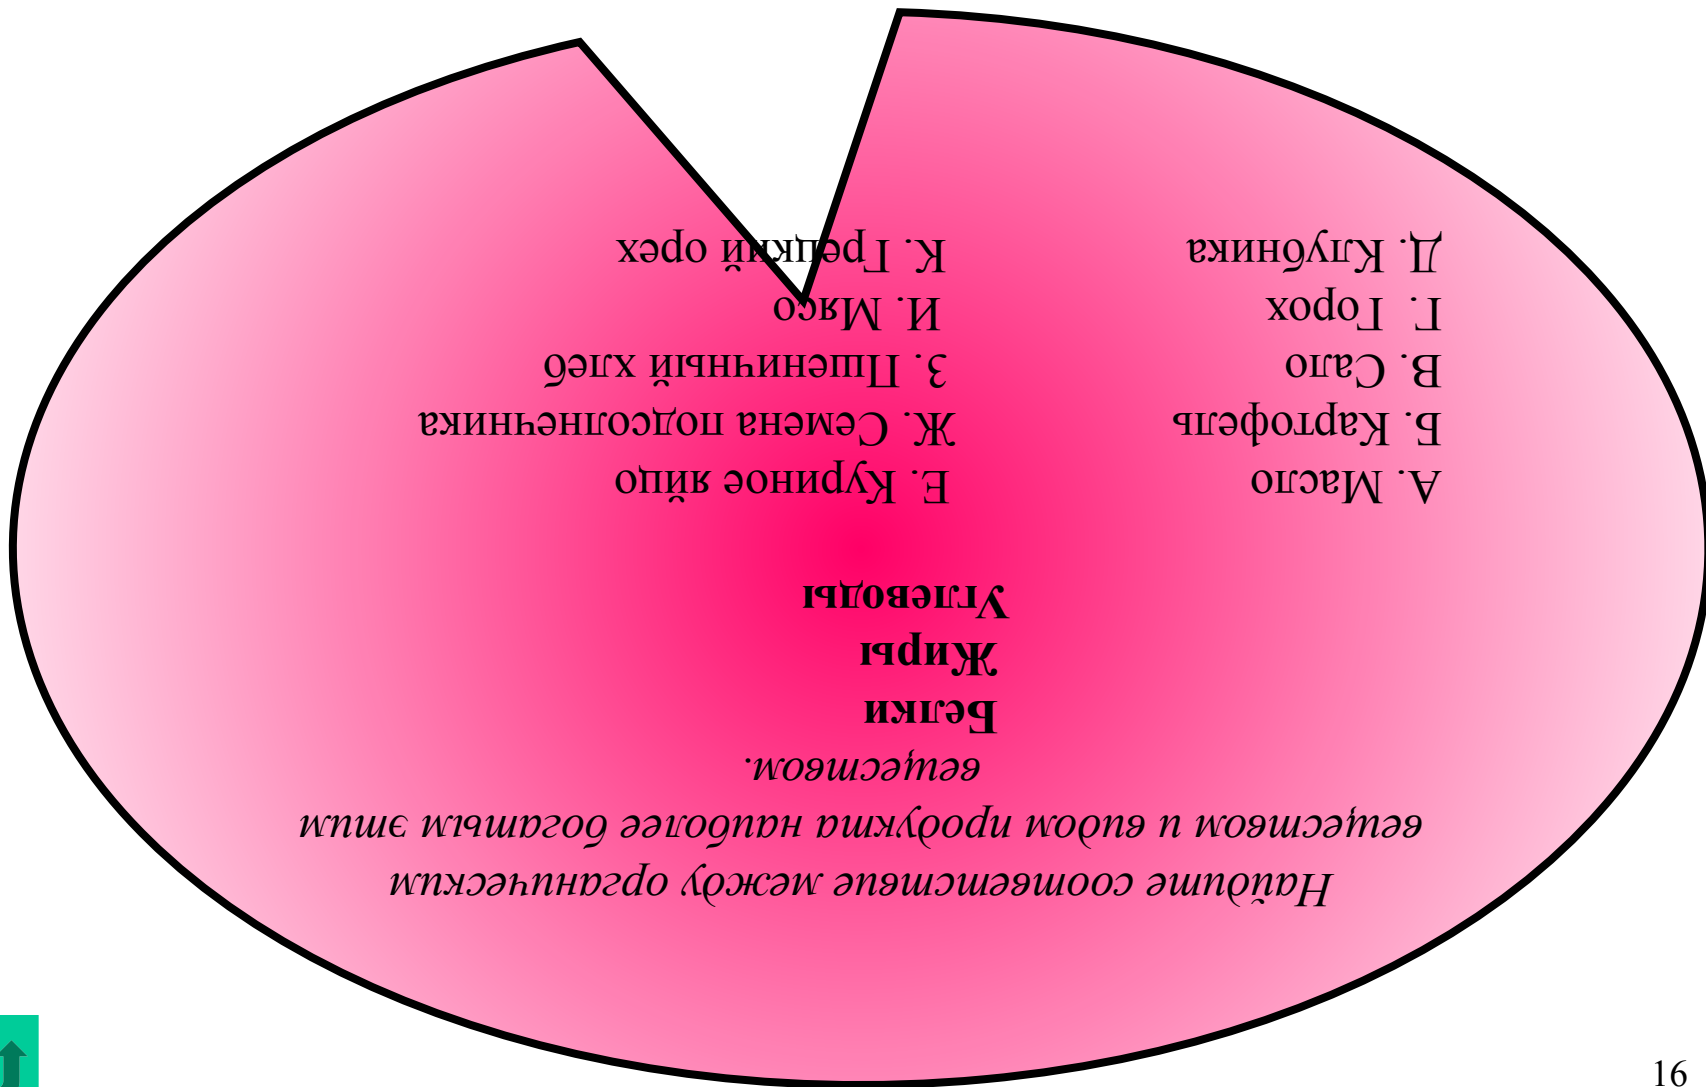 Найдите соответствие между органическим
веществом и видом продукта наиболее богатым этим
веществом.
Белки
Жиры
Углеводы
А. Масло Е. Куриное яйцо
Б. Картофель Ж. Семена подсолнечника
В. Сало З. Пшеничный хлеб
Г. Горох И. Мясо
Д. Клубника К. Грецкий орех
16